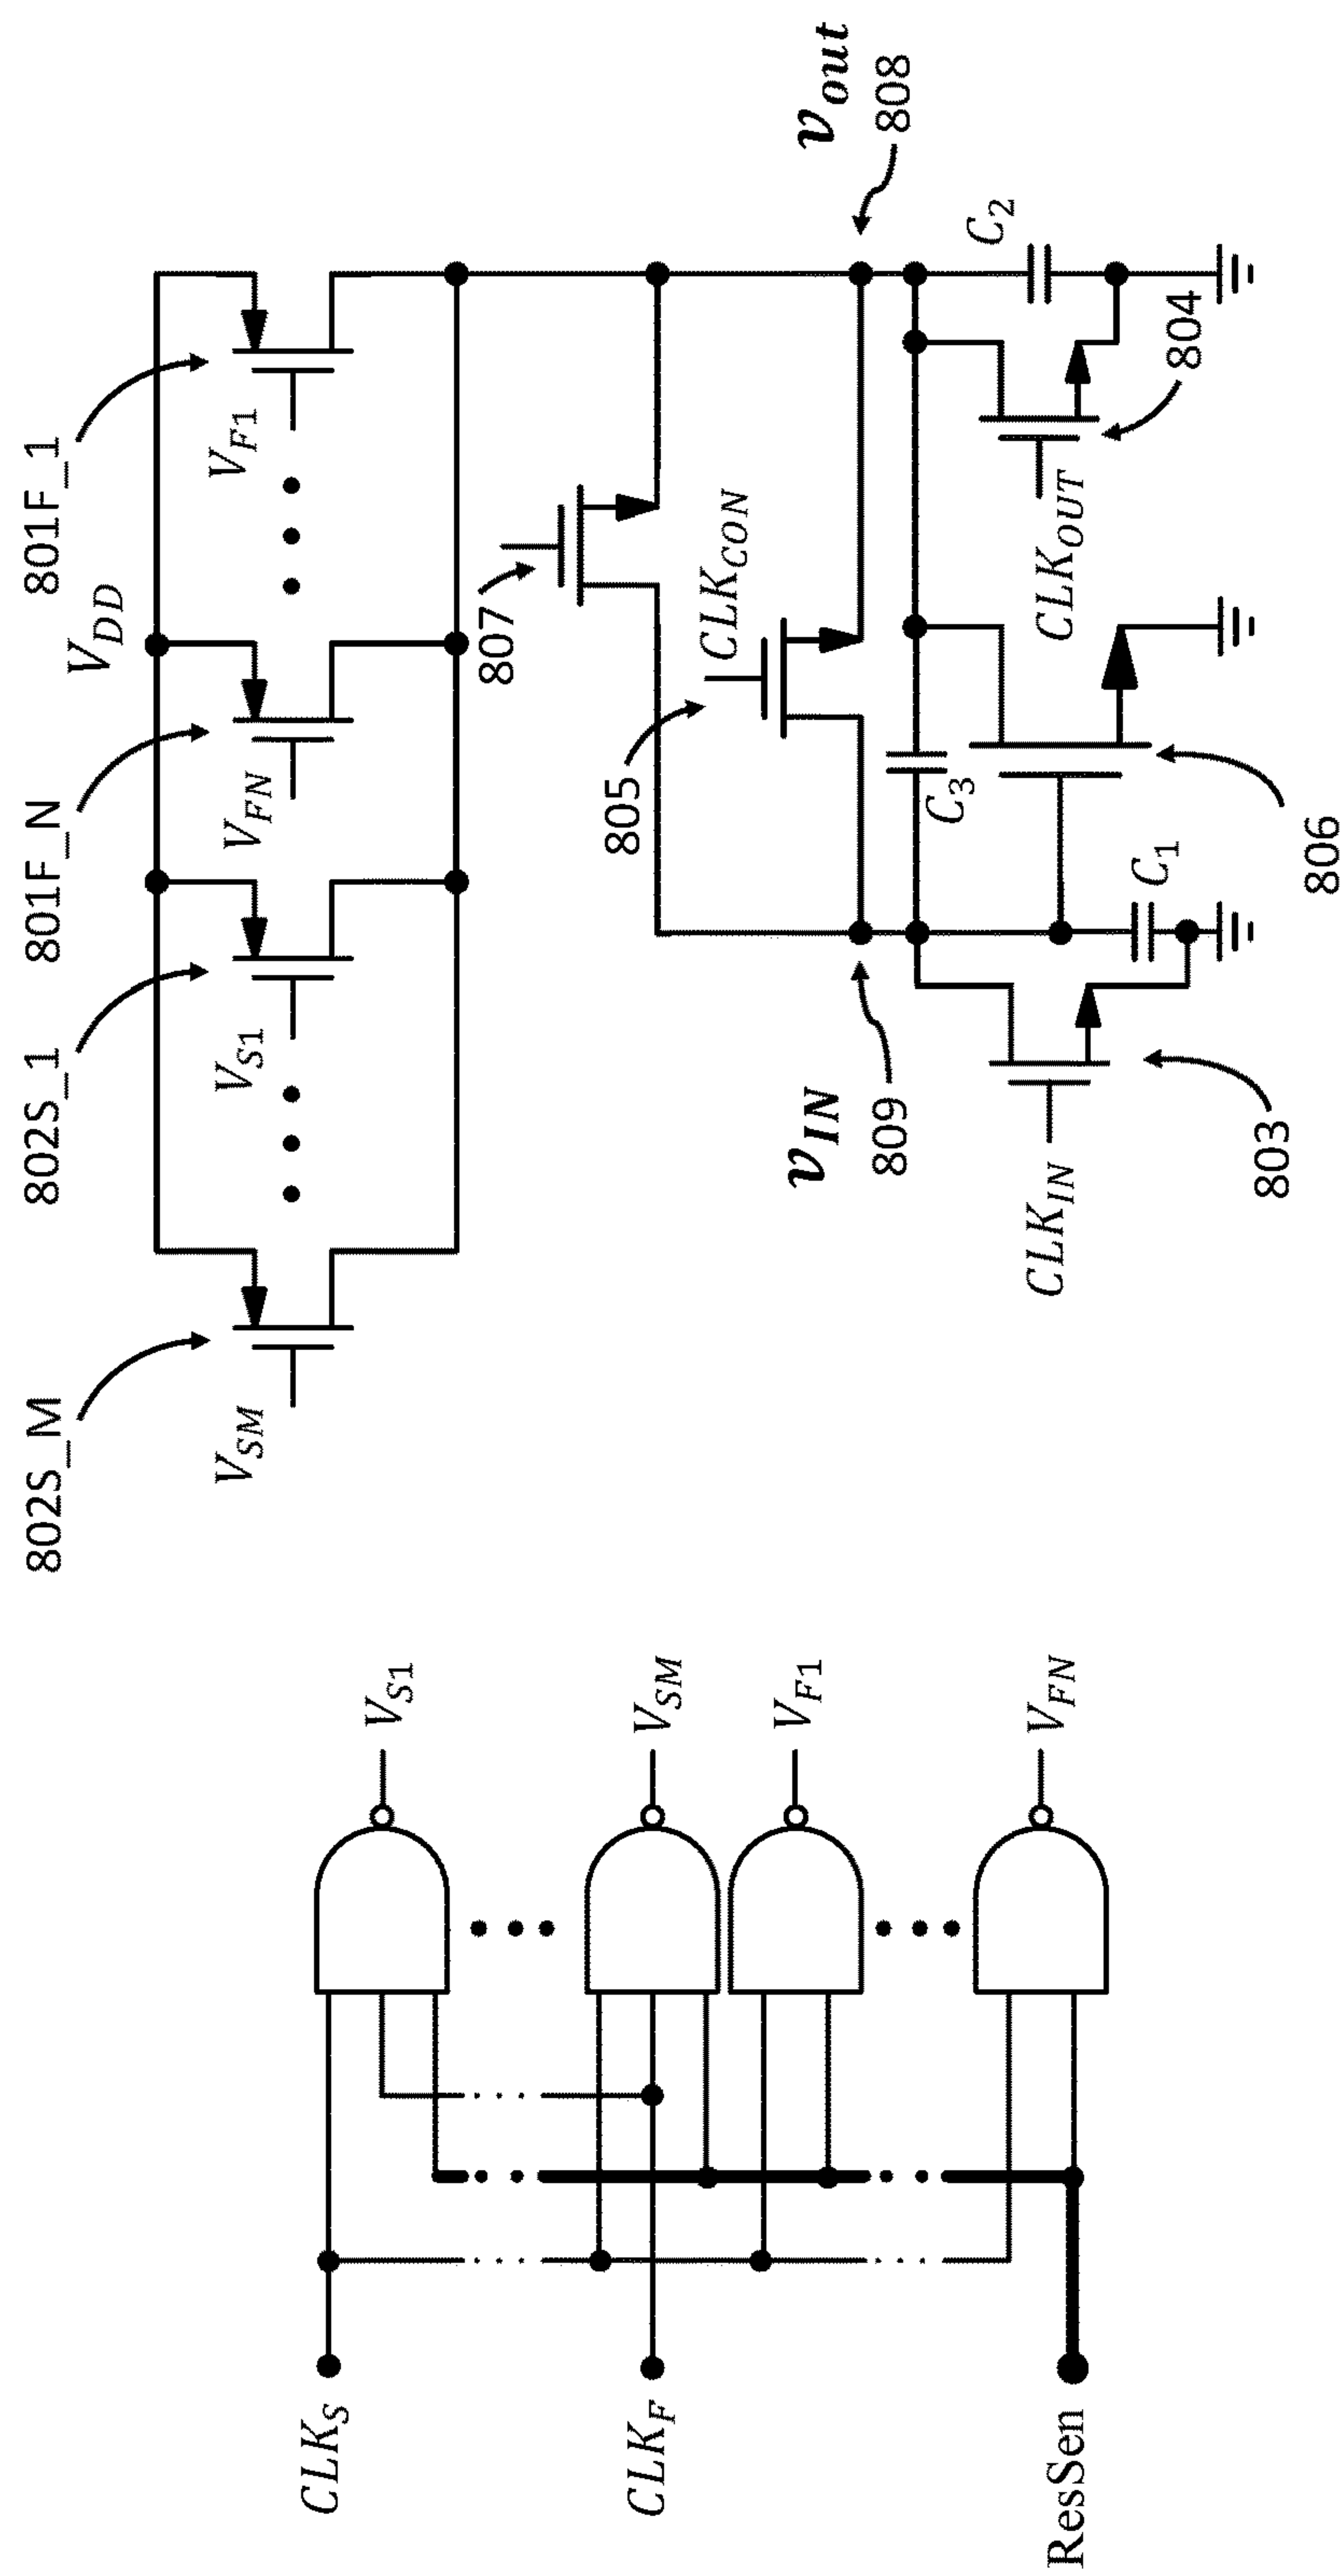 802S_M
802S_1
801F_N
801F_1
V_DD
V_SM
V_S1
V_FN
V_F1
807
805
CLK_CON
v_IN
809
v_out
808
C_3
C_2
C_1
CLK_IN
CLK_OUT
803
806
804
CLK_S
CLK_F
ResSen
V_S1
V_SM
V_F1
V_FN